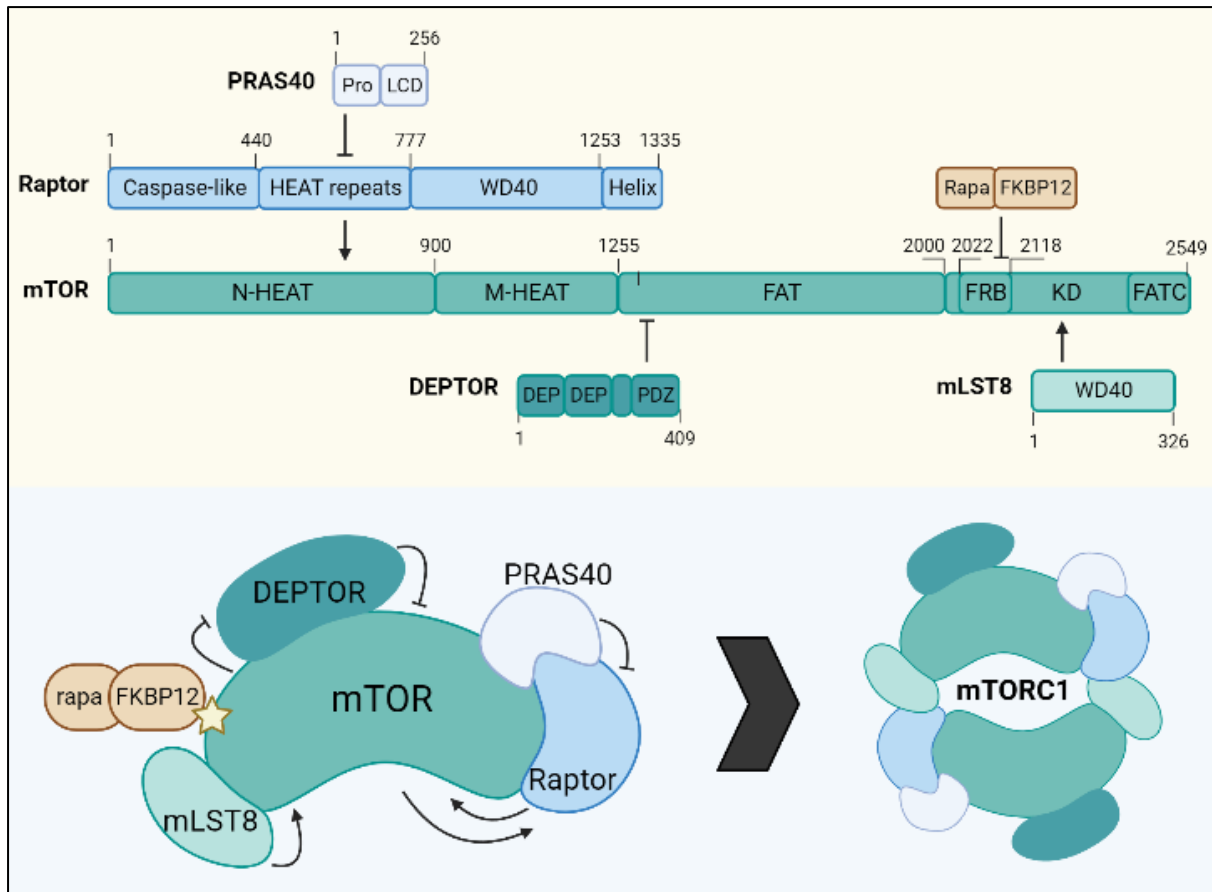 1 256
PRAS40 Pro LCD
1 440 777 1253 1335
Raptor Caspase-like HEAT repeats WD40 Helix
Rapa FKBP12
1 900 1255 2000 2022 2118 2549
mTOR N-HEAT M-HEAT FAT FRB KD FATC
DEPTOR DEP DEP PDZ
1 409
mLST8 WD40
1 326
DEPTOR
PRAS40
rapa FKBP12
mTOR
Raptor
mLST8
mTORC1